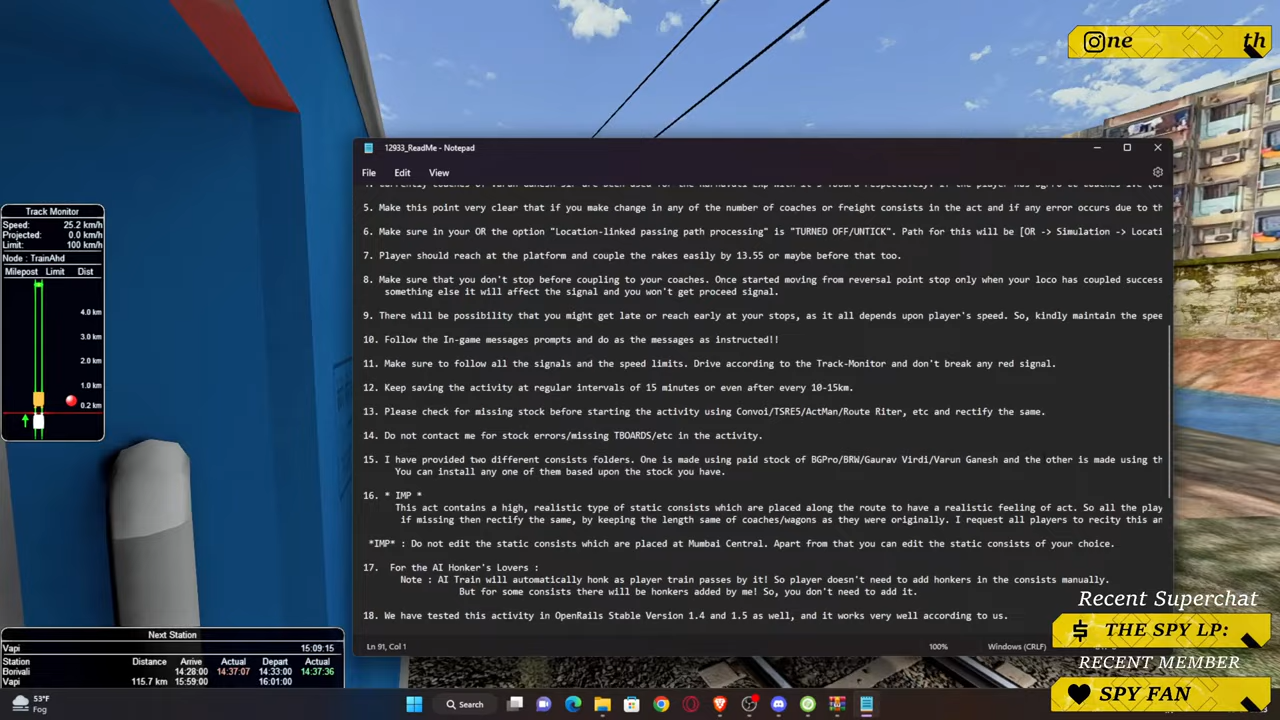 ne th
12933_ReadMe - Notepad
File Edit View
5. Make this point very clear that if you make change in any of the number of coaches or freight consists in the act and if any error occurs due to th
6. Make sure in your OR the option "Location-linked passing path processing" is "TURNED OFF/UNTICK". Path for this will be [OR -> Simulation -> Locati
7. Player should reach at the platform and couple the rakes easily by 13.55 or maybe before that too.
8. Make sure that you don't stop before coupling to your coaches. Once started moving from reversal point stop only when your loco has coupled success
something else it will affect the signal and you won't get proceed signal.
9. There will be possibility that you might get late or reach early at your stops, as it all depends upon player's speed. So, kindly maintain the spee
10. Follow the In-game messages prompts and do as the messages as instructed!!
11. Make sure to follow all the signals and the speed limits. Drive according to the Track-Monitor and don't break any red signal.
12. Keep saving the activity at regular intervals of 15 minutes or even after every 10-15km.
13. Please check for missing stock before starting the activity using Convoi/TSRE5/ActMan/Route Riter, etc and rectify the same.
14. Do not contact me for stock errors/missing TBOARDS/etc in the activity.
15. I have provided two different consists folders. One is made using paid stock of BGPro/BRW/Gaurav Virdi/Varun Ganesh and the other is made using th
You can install any one of them based upon the stock you have.
16. * IMP *
This act contains a high, realistic type of static consists which are placed along the route to have a realistic feeling of act. So all the play
if missing then rectify the same, by keeping the length same of coaches/wagons as they were originally. I request all players to recity this an
*IMP* : Do not edit the static consists which are placed at Mumbai Central. Apart from that you can edit the static consists of your choice.
17. For the AI Honker's Lovers :
Note : AI Train will automatically honk as player train passes by it! So player doesn't need to add honkers in the consists manually.
But for some consists there will be honkers added by me! So, you don't need to add it.
18. We have tested this activity in OpenRails Stable Version 1.4 and 1.5 as well, and it works very well according to us.
Ln 91, Col 1 100% Windows (CRLF)
Track Monitor
Speed: 25.2 km/h
Projected: 0.0 km/h
Limit: 100 km/h
Node : TrainAhd
Milepost Limit Dist
4.0 km
3.0 km
2.0 km
1.0 km
0.2 km
Next Station
Vapi 15:09:15
Station Distance Arrive Actual Depart Actual
Borivali 14:28:00 14:37:07 14:33:00 14:37:36
Vapi 115.7 km 15:59:00 16:01:00
Recent Superchat
THE SPY LP:
RECENT MEMBER
SPY FAN
53°F
Fog
Search